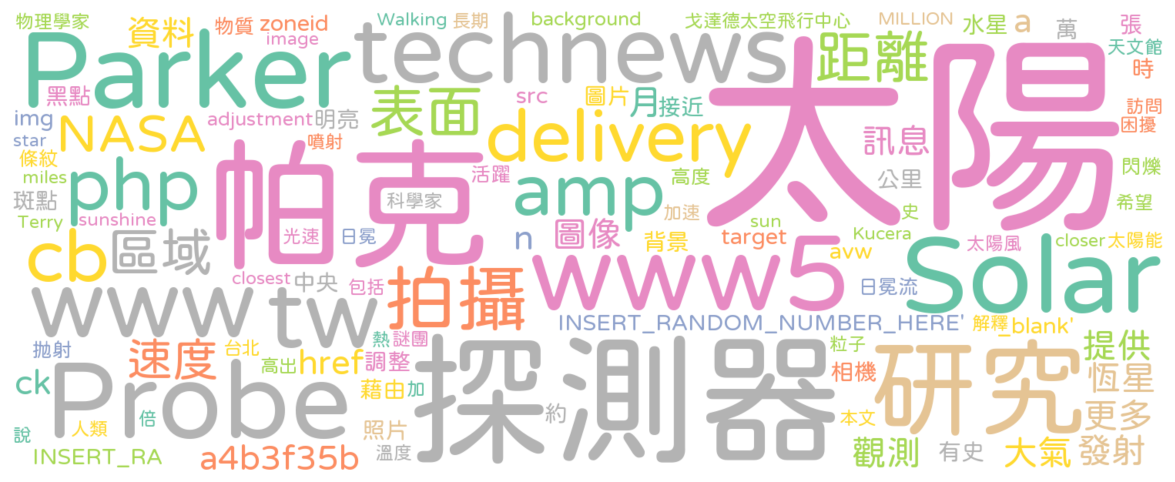 物理學家
資料
物質
zoneid
Walking
長期
background
戈達德太空飛行中心
MILLION
水星
a
萬
張
Parker
image
technews
距離
太陽
天文館
時
黑點
表面
src
圖片
月
接近
訪問
困擾
img
NASA
adjustment
明亮
delivery
訊息
star
噴射
條紋
miles
php
帕克
活躍
amp
高度
公里
閃爍
斑點
科學家
加速
希望
Terry
sunshine
光速
日冕
n
圖像
背景
sun
target
史
Kucera
太陽風
closer
太陽能
cb
區域
avw
closest
中央
包括
拍攝
www5
日冕流
Solar
www
tw
INSERT_RANDOM_NUMBER_HERE'
解釋
_blank'
拋射
速度
台北
高出
href
熱
謎團
調整
探測器
粒子
相機
研究
提供
恆星
ck
Probe
藉由
加
約
本文
更多
說
人類
倍
照片
溫度
觀測
有史
大氣
發射
INSERT_RA
a4b3f35b